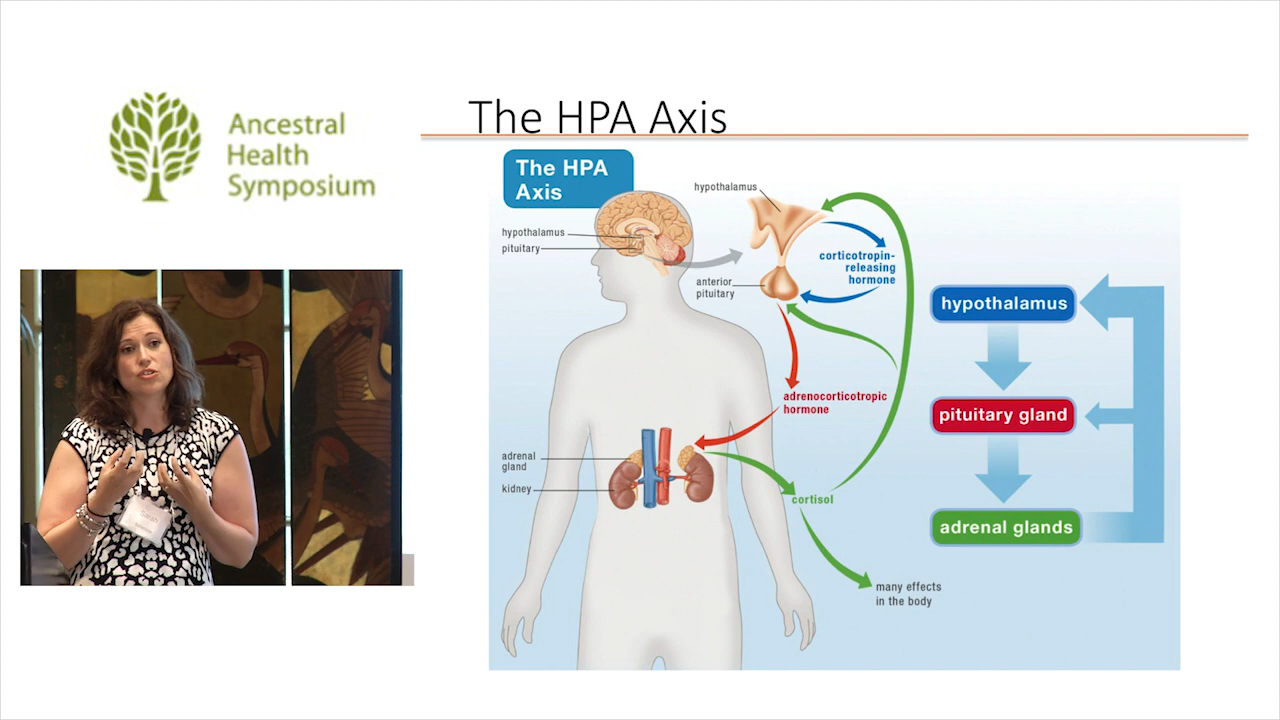 Ancestral
Health
Symposium
The HPA Axis
The HPA
Axis
hypothalamus
pituitary
hypothalamus
corticotropin-
releasing
hormone
anterior
pituitary
adrenocorticotropic
hormone
adrenal
gland
kidney
cortisol
many effects
in the body
hypothalamus
pituitary gland
adrenal glands
Sarah